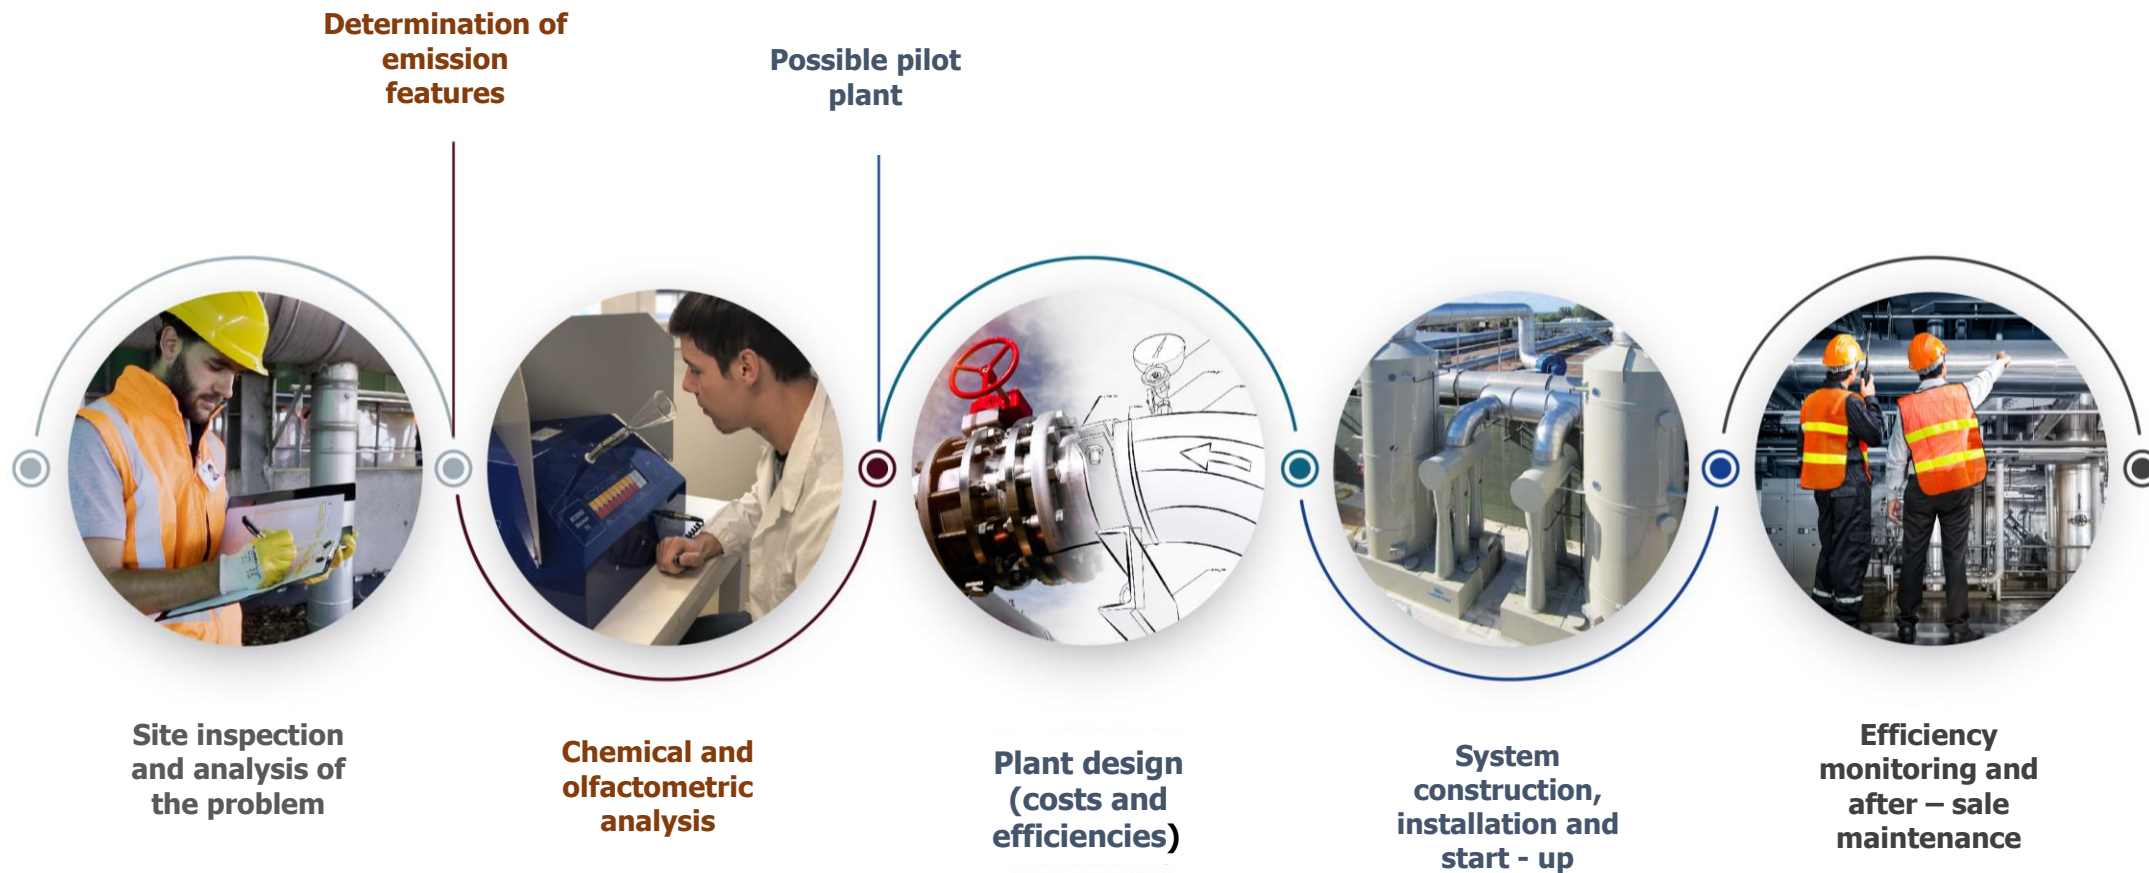 Determination of
emission
features
Possible pilot
plant
Site inspection
and analysis of
the problem
Chemical and
olfactometric
analysis
Plant design
(costs and
efficiencies)
System
construction,
installation and
start - up
Efficiency
monitoring and
after – sale
maintenance